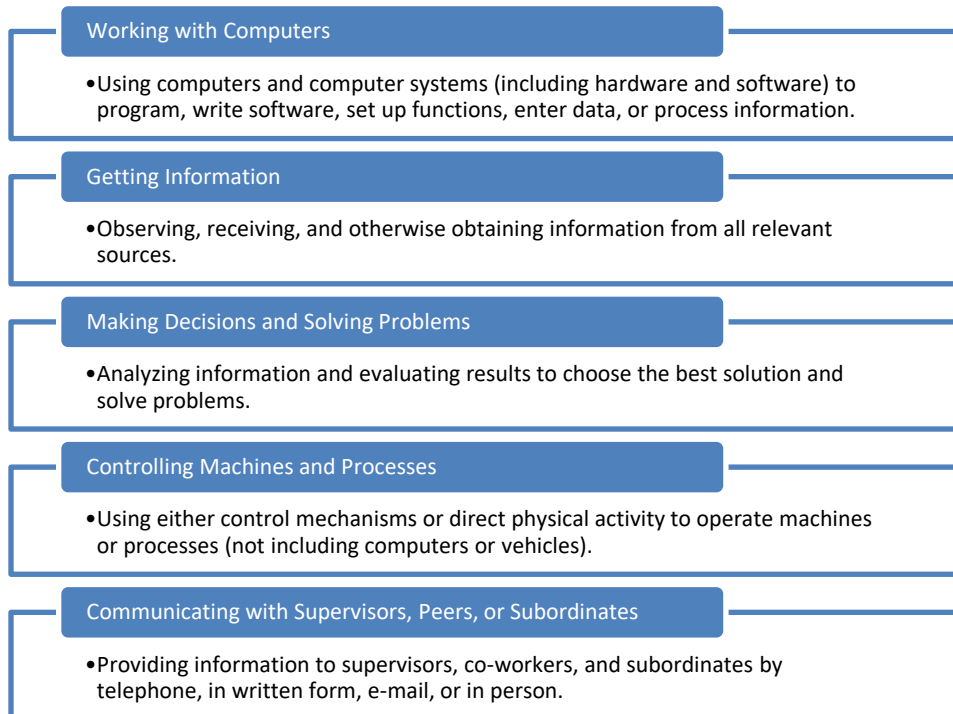 Working with Computers
•Using computers and computer systems (including hardware and software) to
program, write software, set up functions, enter data, or process information.
Getting Information
•Observing, receiving, and otherwise obtaining information from all relevant
sources.
Making Decisions and Solving Problems
•Analyzing information and evaluating results to choose the best solution and
solve problems.
Controlling Machines and Processes
•Using either control mechanisms or direct physical activity to operate machines
or processes (not including computers or vehicles).
Communicating with Supervisors, Peers, or Subordinates
•Providing information to supervisors, co-workers, and subordinates by
telephone, in written form, e-mail, or in person.